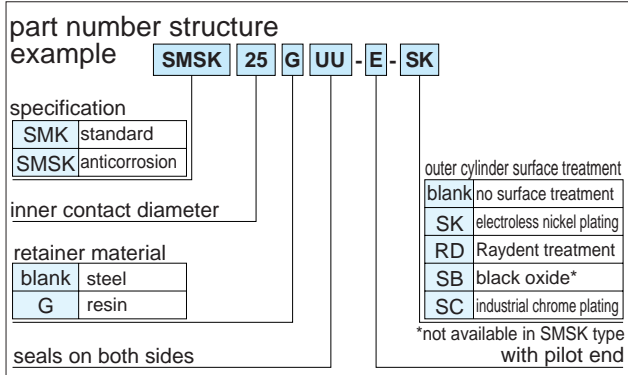 part number structure
example SMSK 25 G UU - E - SK
specification
SMK standard
SMSK anticorrosion
inner contact diameter
retainer material
blank steel
G resin
seals on both sides
outer cylinder surface treatment
blank no surface treatment
SK electroless nickel plating
RD Raydent treatment
SB black oxide*
SC industrial chrome plating
*not available in SMSK type
with pilot end